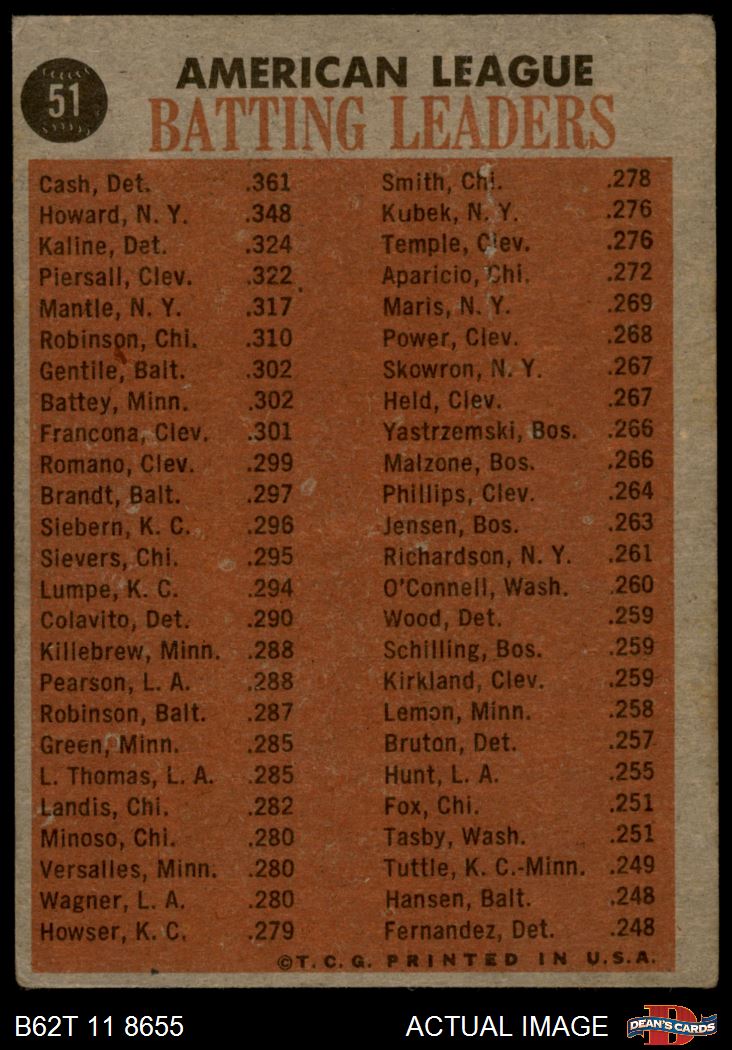 51
AMERICAN LEAGUE
BATTING LEADERS
Cash, Det. .361
Howard, N. Y. .348
Kaline, Det. .324
Piersall, Clev. .322
Mantle, N. Y. .317
Robinson, Chi. .310
Gentile, Balt. .302
Battey, Minn. .302
Francona, Clev. .301
Romano, Clev. .299
Brandt, Balt. .297
Siebern, K. C. .296
Sievers, Chi. .295
Lumpe, K. C. .294
Colavito, Det. .290
Killebrew, Minn. .288
Pearson, L. A. .288
Robinson, Balt. .287
Green, Minn. .285
L. Thomas, L. A. .285
Landis, Chi. .282
Minoso, Chi. .280
Versalles, Minn. .280
Wagner, L. A. .280
Howser, K. C. .279
Smith, Chi. .278
Kubek, N. Y. .276
Temple, Clev. .276
Aparicio, Chi. .272
Maris, N. Y. .269
Power, Clev. .268
Skowron, N. Y. .267
Held, Clev. .267
Yastrzemski, Bos. .266
Malzone, Bos. .266
Phillips, Clev. .264
Jensen, Bos. .263
Richardson, N. Y. .261
O'Connell, Wash. .260
Wood, Det. .259
Schilling, Bos. .259
Kirkland, Clev. .259
Lemon, Minn. .258
Bruton, Det. .257
Hunt, L. A. .255
Fox, Chi. .251
Tasby, Wash. .251
Tuttle, K. C.-Minn. .249
Hansen, Balt. .248
Fernandez, Det. .248
©T. C. G. PRINTED IN U.S.A.
B62T 11 8655
ACTUAL IMAGE
D
DEAN'S CARDS